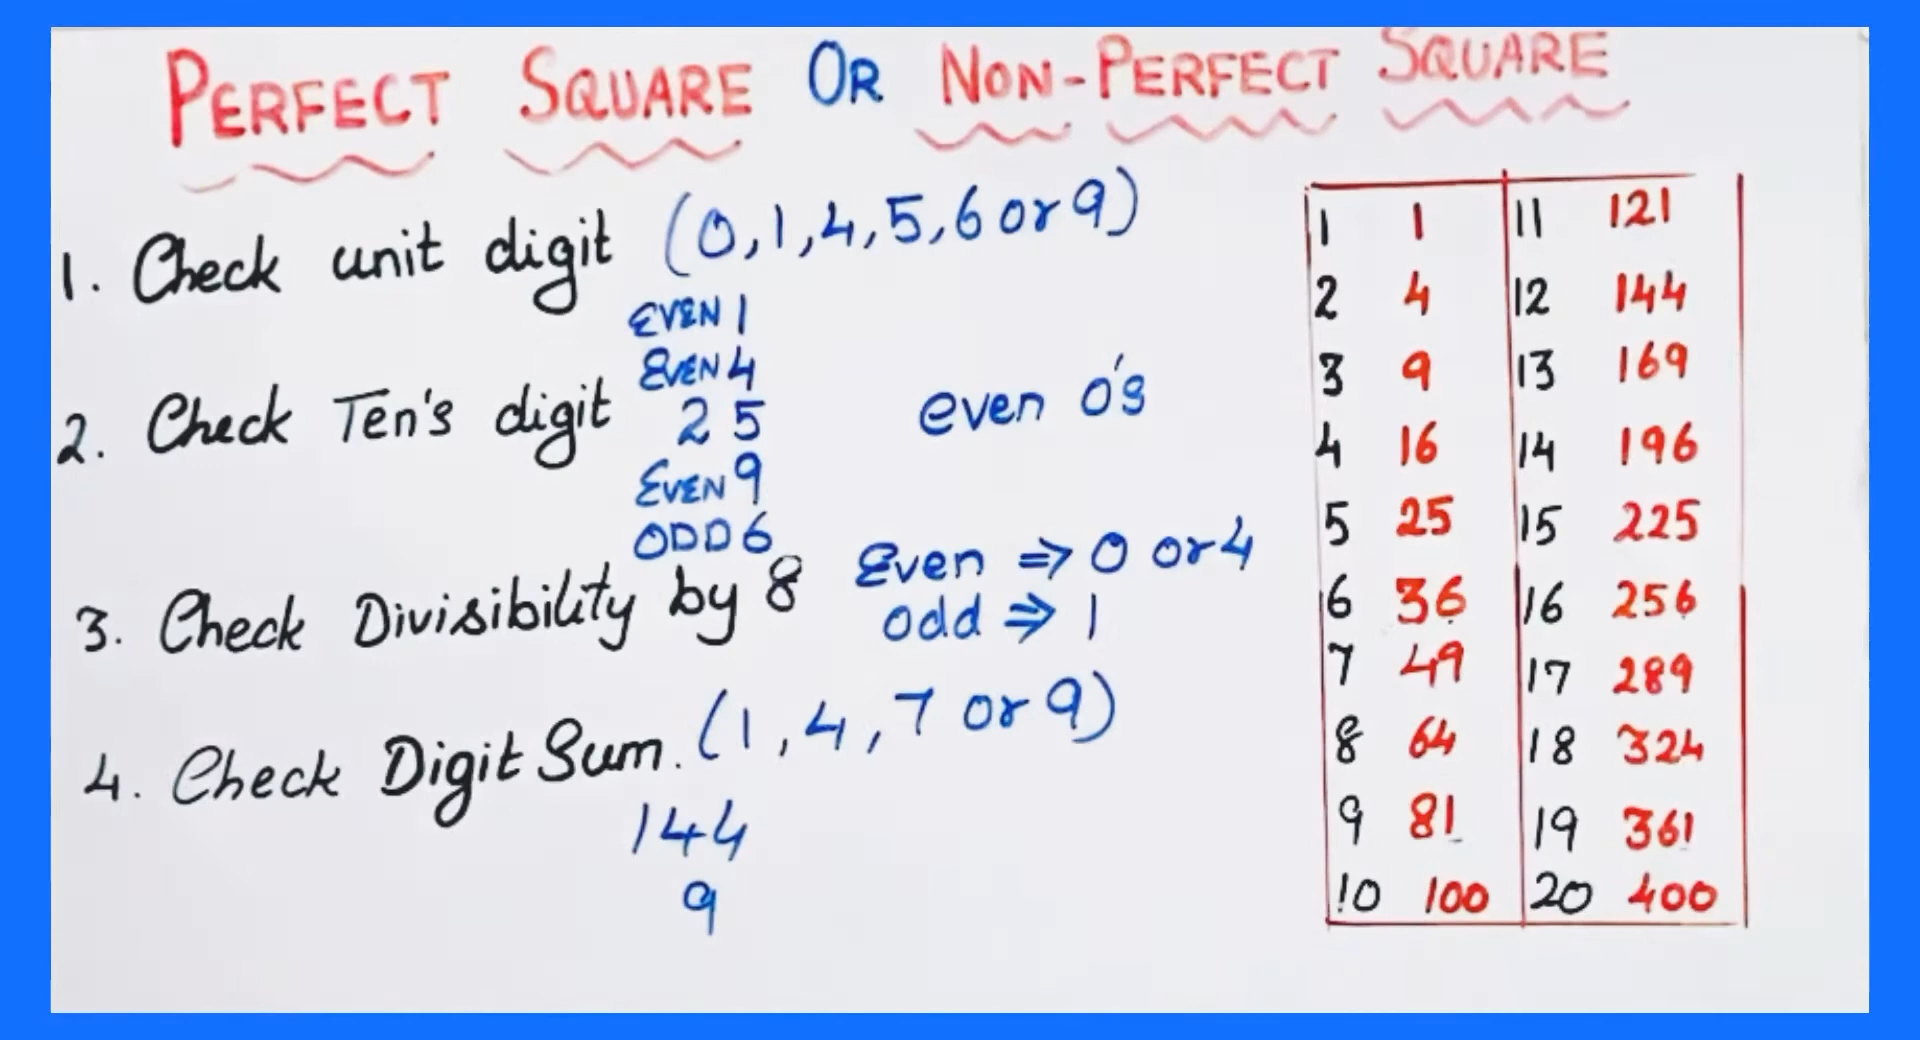 PERFECT SQUARE OR NON-PERFECT SQUARE
1. Check unit digit (0,1,4,5,6 or 9)
EVEN 1
EVEN 4
2. Check Ten's digit 25 even 0's
EVEN 9
ODD 6
3. Check Divisibility by 8 Even ⇒ 0 or 4
odd ⇒ 1
4. Check Digit Sum. (1,4,7 or 9)
144
9
1 1 11 121
2 4 12 144
3 9 13 169
4 16 14 196
5 25 15 225
6 36 16 256
7 49 17 289
8 64 18 324
9 81 19 361
10 100 20 400